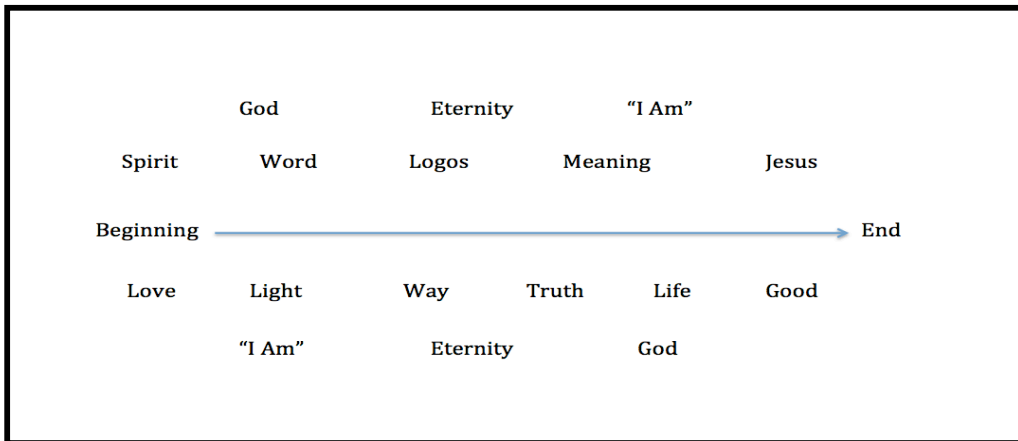 God Eternity “I Am”
Spirit Word Logos Meaning Jesus
Beginning End
Love Light Way Truth Life Good
“I Am” Eternity God